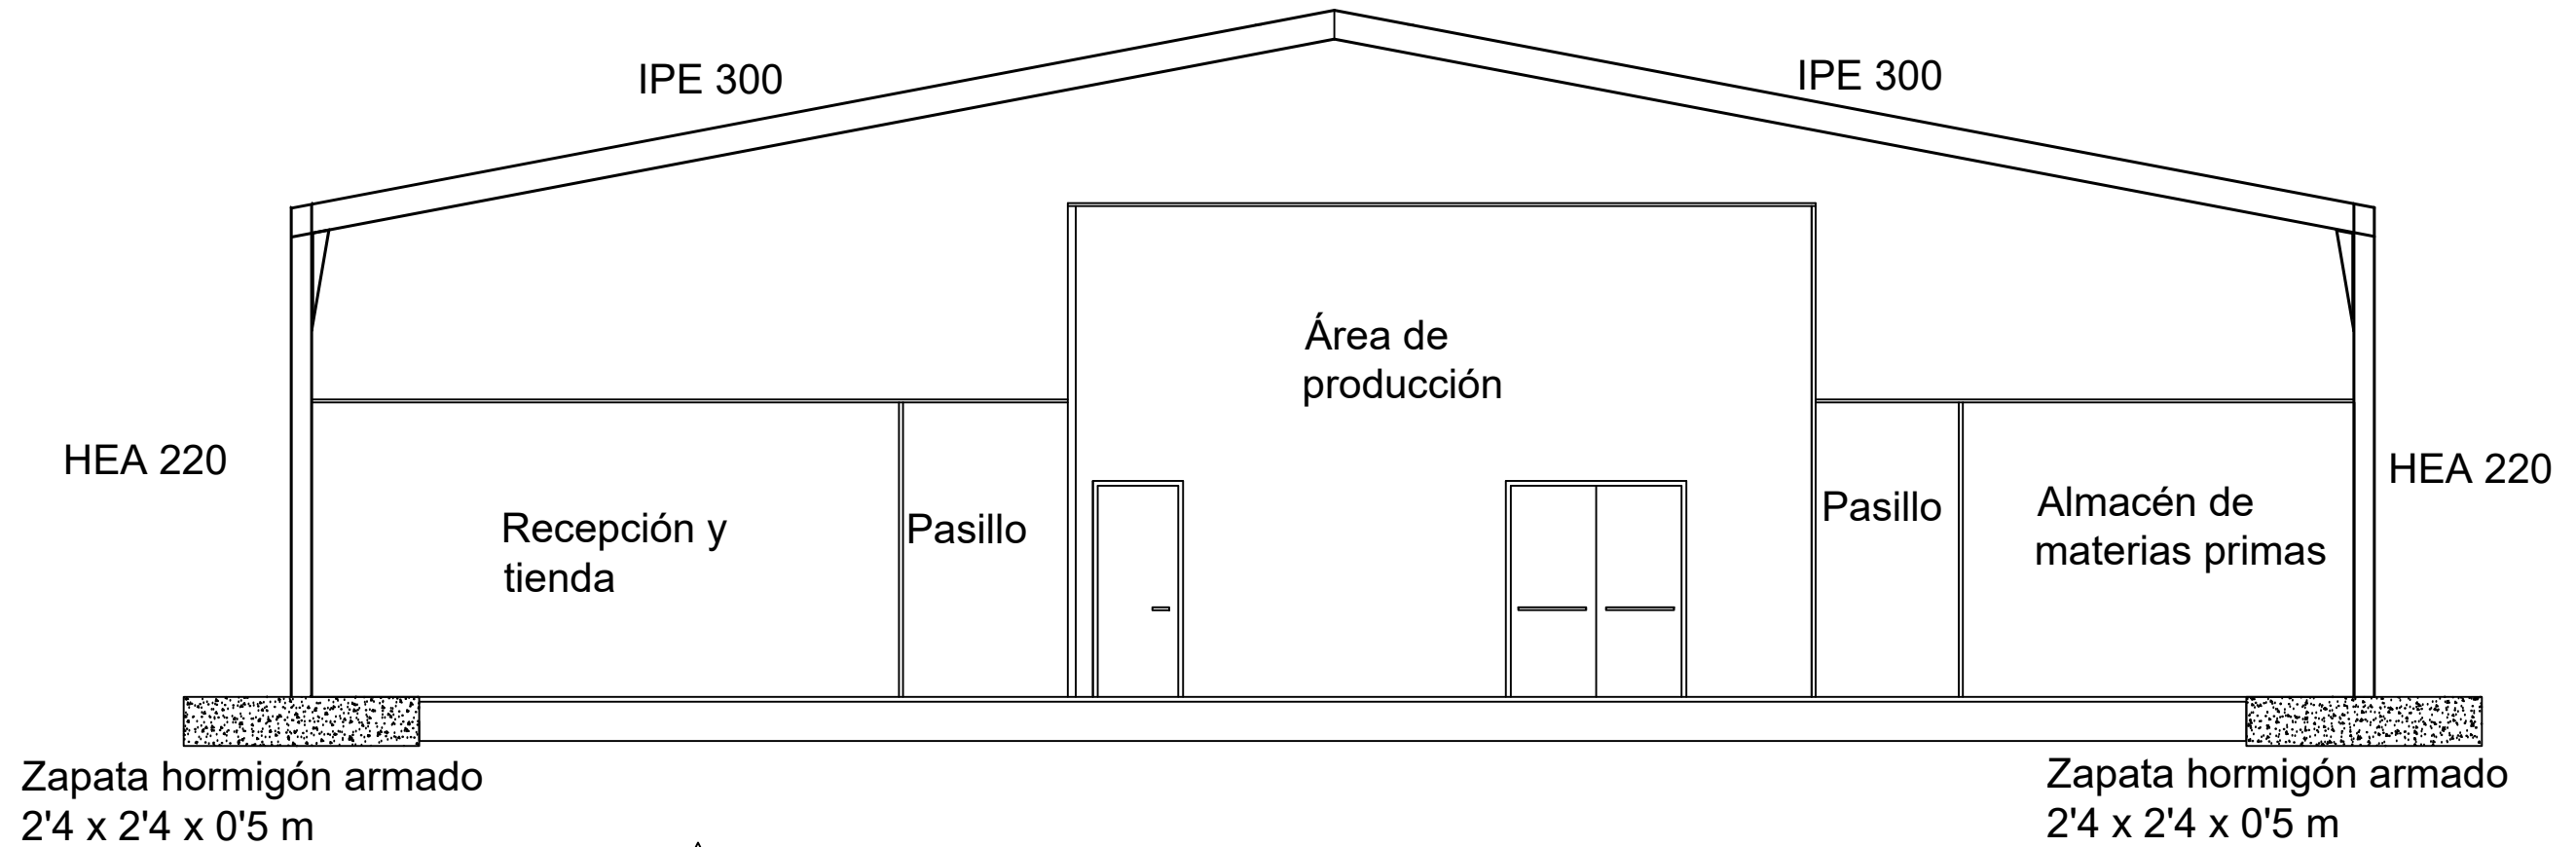 IPE 300
IPE 300
Área de
producción
HEA 220
HEA 220
Recepción y
tienda
Pasillo
Pasillo
Almacén de
materias primas
Zapata hormigón armado
2'4 x 2'4 x 0'5 m
Zapata hormigón armado
2'4 x 2'4 x 0'5 m